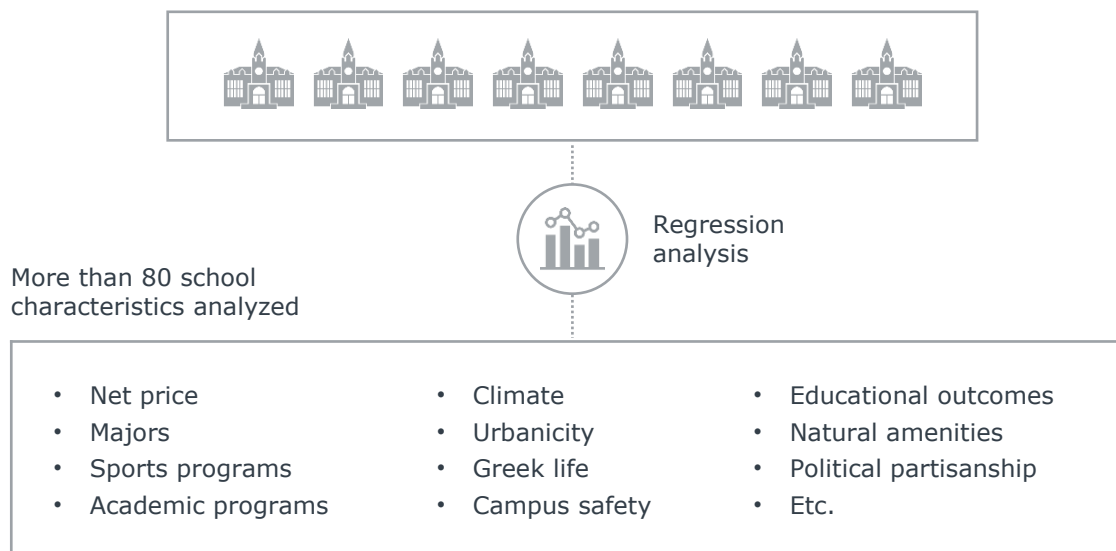 Regression
analysis
More than 80 school
characteristics analyzed
• Net price
• Majors
• Sports programs
• Academic programs
• Climate
• Urbanicity
• Greek life
• Campus safety
• Educational outcomes
• Natural amenities
• Political partisanship
• Etc.